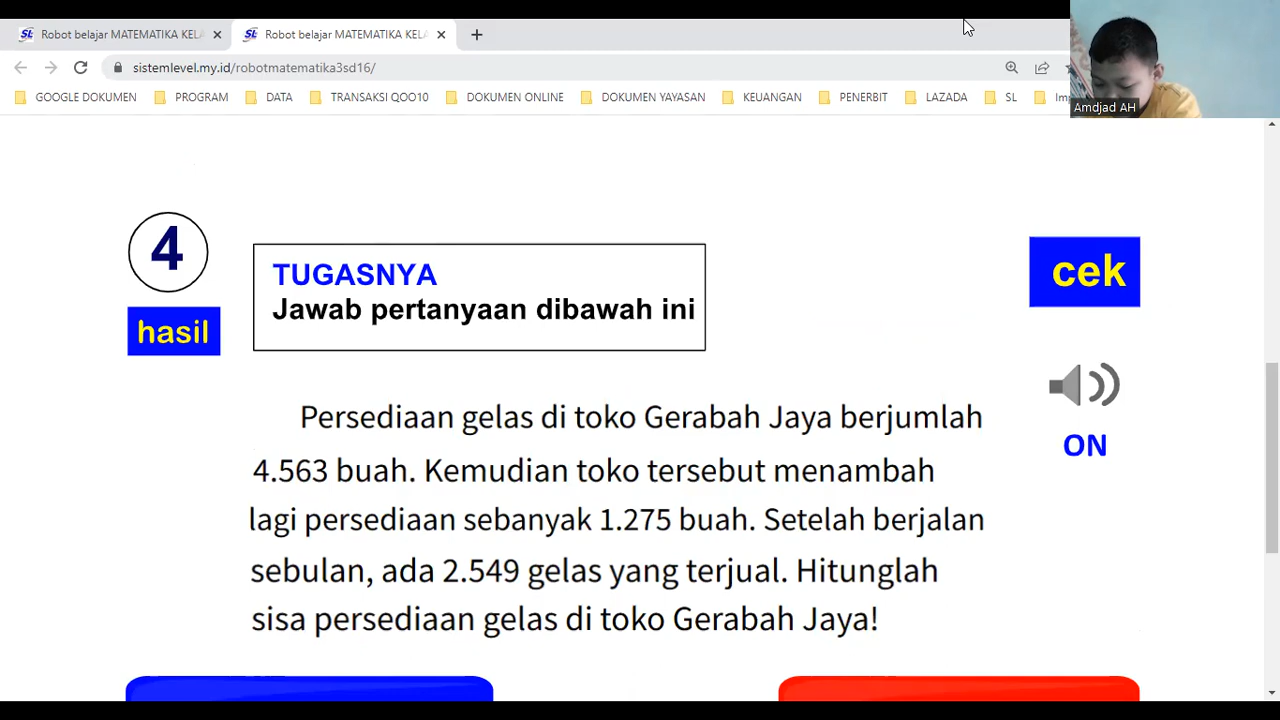 Robot belajar MATEMATIKA KEL
Robot belajar MATEMATIKA KELA
sistemlevel.my.id/robotmatematika3sd16/
GOOGLE DOKUMEN PROGRAM DATA TRANSAKSI QOO10 DOKUMEN ONLINE DOKUMEN YAYASAN KEUANGAN PENERBIT LAZADA SL
Amdjad AH
4
hasil
TUGASNYA
Jawab pertanyaan dibawah ini
cek
ON
Persediaan gelas di toko Gerabah Jaya berjumlah
4.563 buah. Kemudian toko tersebut menambah
lagi persediaan sebanyak 1.275 buah. Setelah berjalan
sebulan, ada 2.549 gelas yang terjual. Hitunglah
sisa persediaan gelas di toko Gerabah Jaya!